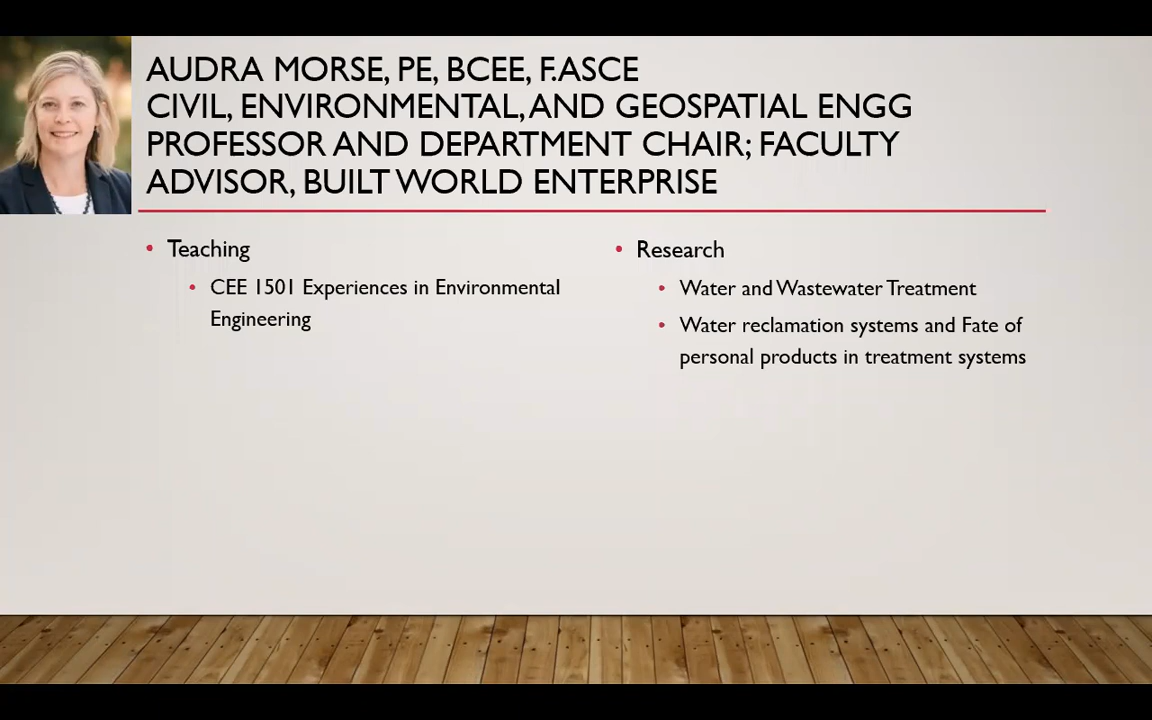 AUDRA MORSE, PE, BCEE, F.ASCE
CIVIL, ENVIRONMENTAL, AND GEOSPATIAL ENGG
PROFESSOR AND DEPARTMENT CHAIR; FACULTY
ADVISOR, BUILT WORLD ENTERPRISE
• Teaching
• CEE 1501 Experiences in Environmental
Engineering
• Research
• Water and Wastewater Treatment
• Water reclamation systems and Fate of
personal products in treatment systems